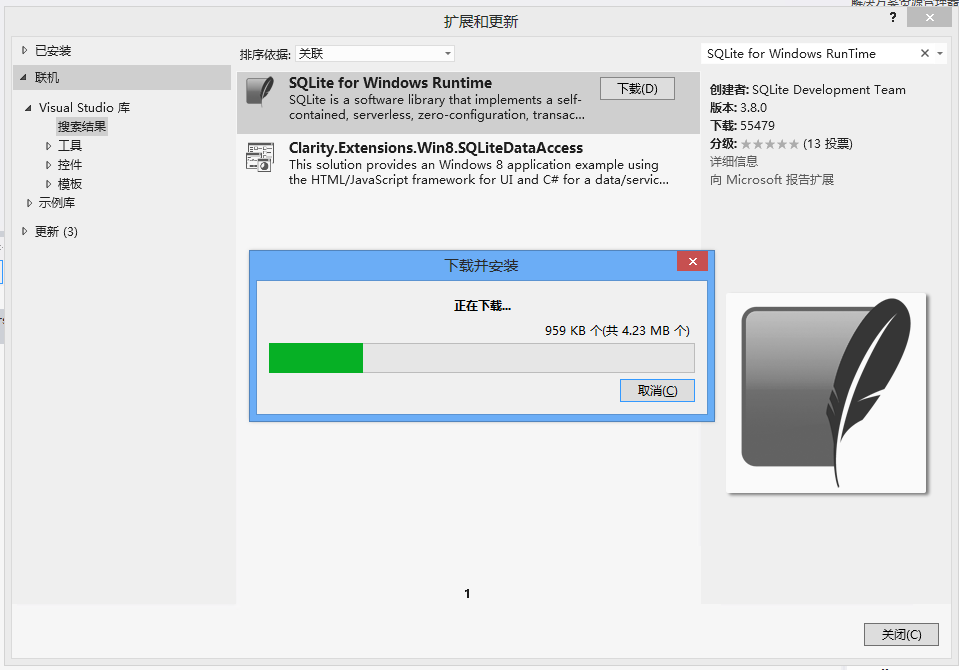 扩展和更新
?
已安装
联机
Visual Studio 库
搜索结果
工具
控件
模板
示例库
更新 (3)
排序依据: 关联
SQLite for Windows Runtime
SQLite is a software library that implements a self-
contained, serverless, zero-configuration, transac...
下载(D)
Clarity.Extensions.Win8.SQLiteDataAccess
This solution provides an Windows 8 application example using
the HTML/JavaScript framework for UI and C# for a data/servic...
下载并安装
正在下载...
959 KB 个(共 4.23 MB 个)
取消(C)
1
SQLite for Windows RunTime
创建者: SQLite Development Team
版本: 3.8.0
下载: 55479
分级: (13 投票)
详细信息
向 Microsoft 报告扩展
关闭(C)